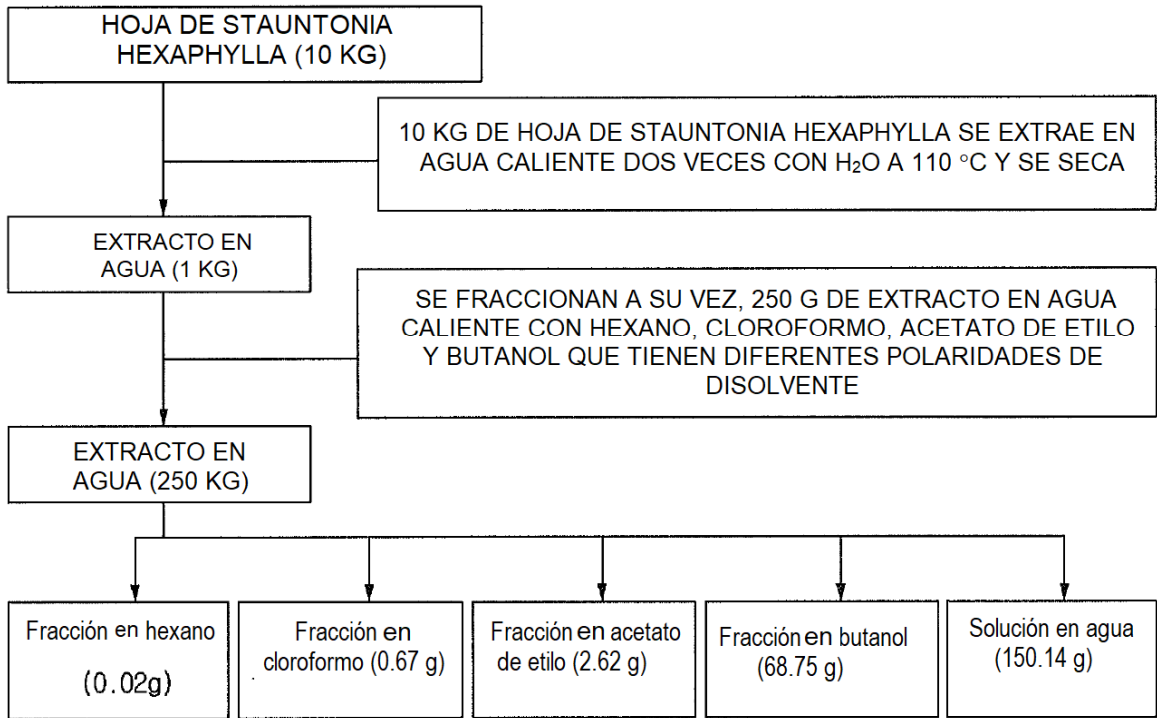 HOJA DE STAUNTONIA
HEXAPHYLLA (10 KG)
10 KG DE HOJA DE STAUNTONIA HEXAPHYLLA SE EXTRAE EN
AGUA CALIENTE DOS VECES CON H₂O A 110 °C Y SE SECA
EXTRACTO EN
AGUA (1 KG)
SE FRACCIONAN A SU VEZ, 250 G DE EXTRACTO EN AGUA
CALIENTE CON HEXANO, CLOROFORMO, ACETATO DE ETILO
Y BUTANOL QUE TIENEN DIFERENTES POLARIDADES DE
DISOLVENTE
EXTRACTO EN
AGUA (250 KG)
Fracción en hexano
(0.02g)
Fracción en
cloroformo (0.67 g)
Fracción en acetato
de etilo (2.62 g)
Fracción en butanol
(68.75 g)
Solución en agua
(150.14 g)